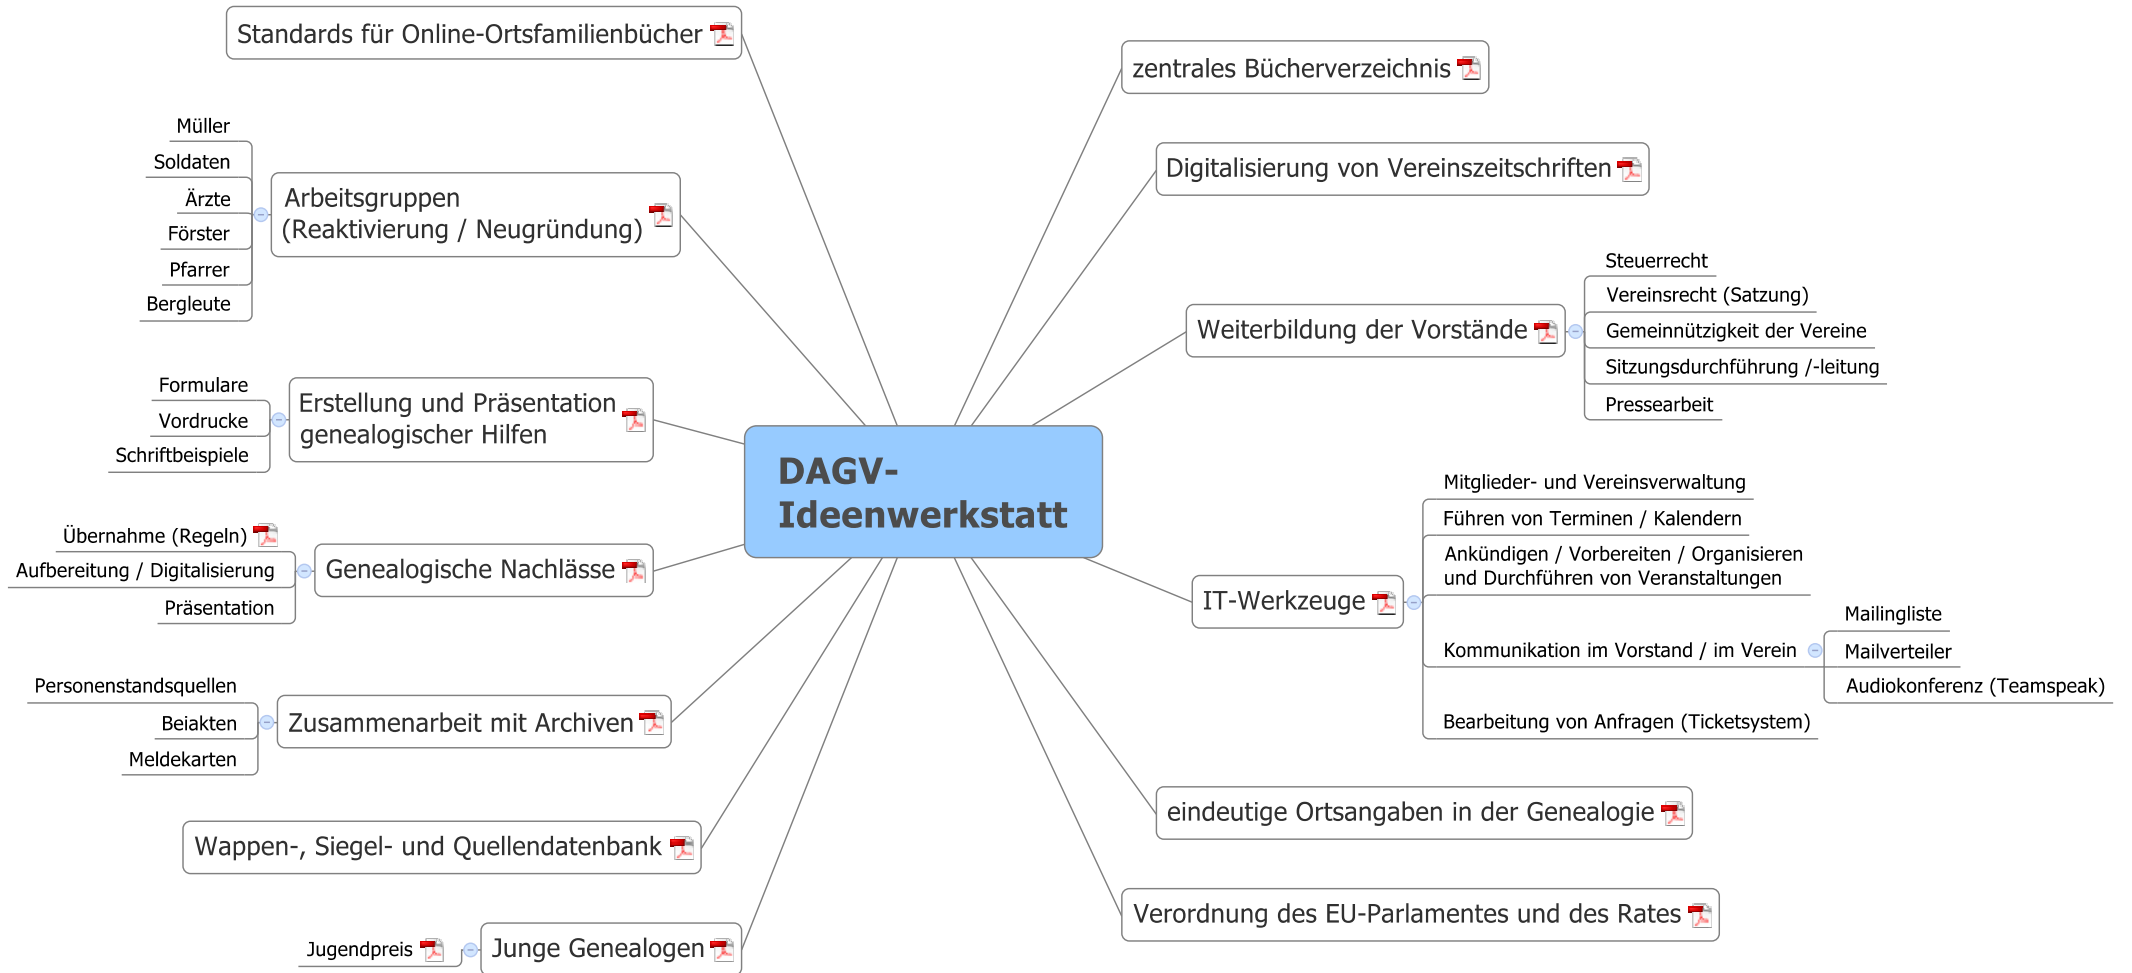 DAGV-
Ideenwerkstatt
Standards für Online-Ortsfamilienbücher
Arbeitsgruppen
(Reaktivierung / Neugründung)
Müller
Soldaten
Ärzte
Förster
Pfarrer
Bergleute
Erstellung und Präsentation
genealogischer Hilfen
Formulare
Vordrucke
Schriftbeispiele
Genealogische Nachlässe
Übernahme (Regeln)
Aufbereitung / Digitalisierung
Präsentation
Zusammenarbeit mit Archiven
Personenstandsquellen
Beiakten
Meldekarten
Wappen-, Siegel- und Quellendatenbank
Junge Genealogen
Jugendpreis
zentrales Bücherverzeichnis
Digitalisierung von Vereinszeitschriften
Weiterbildung der Vorstände
Steuerrecht
Vereinsrecht (Satzung)
Gemeinnützigkeit der Vereine
Sitzungsdurchführung /-leitung
Pressearbeit
IT-Werkzeuge
Mitglieder- und Vereinsverwaltung
Führen von Terminen / Kalendern
Ankündigen / Vorbereiten / Organisieren
und Durchführen von Veranstaltungen
Kommunikation im Vorstand / im Verein
Mailingliste
Mailverteiler
Audiokonferenz (Teamspeak)
Bearbeitung von Anfragen (Ticketsystem)
eindeutige Ortsangaben in der Genealogie
Verordnung des EU-Parlamentes und des Rates